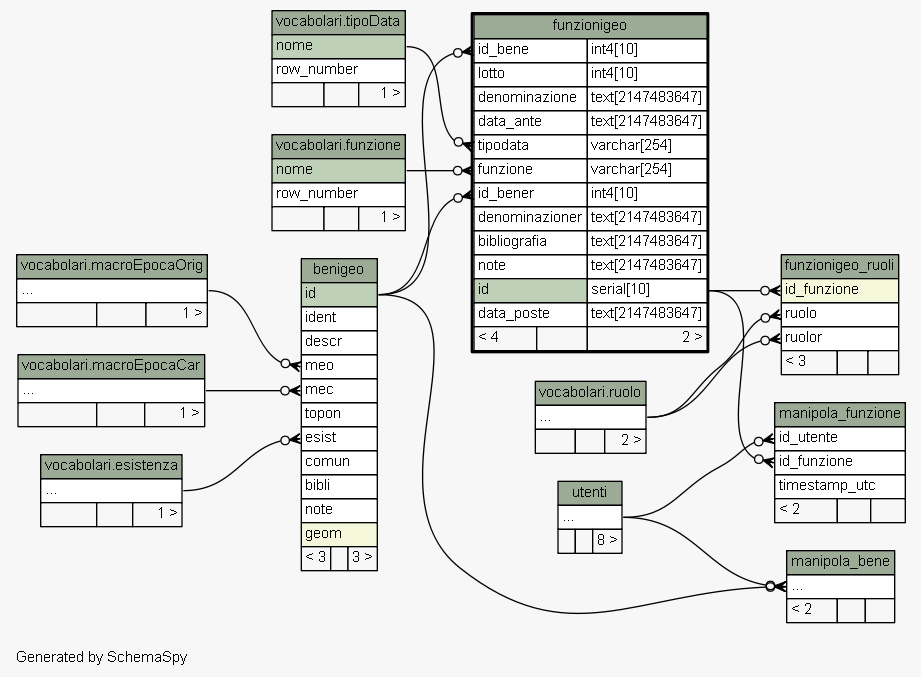 vocabolari.tipoData
nome
row_number
1 >
vocabolari.funzione
nome
row_number
1 >
funzionigeo
id_bene int4[10]
lotto int4[10]
denominazione text[2147483647]
data_ante text[2147483647]
tipodata varchar[254]
funzione varchar[254]
id_bener int4[10]
denominazioner text[2147483647]
bibliografia text[2147483647]
note text[2147483647]
id serial[10]
data_poste text[2147483647]
< 4 2 >
vocabolari.macroEpocaOrig
...
1 >
vocabolari.macroEpocaCar
...
1 >
vocabolari.esistenza
...
1 >
benigeo
id
ident
descr
meo
mec
topon
esist
comun
bibli
note
geom
< 3 3 >
funzionigeo_ruoli
id_funzione
ruolo
ruolor
< 3
vocabolari.ruolo
...
2 >
manipola_funzione
id_utente
id_funzione
timestamp_utc
< 2
utenti
...
8 >
manipola_bene
...
< 2
Generated by SchemaSpy